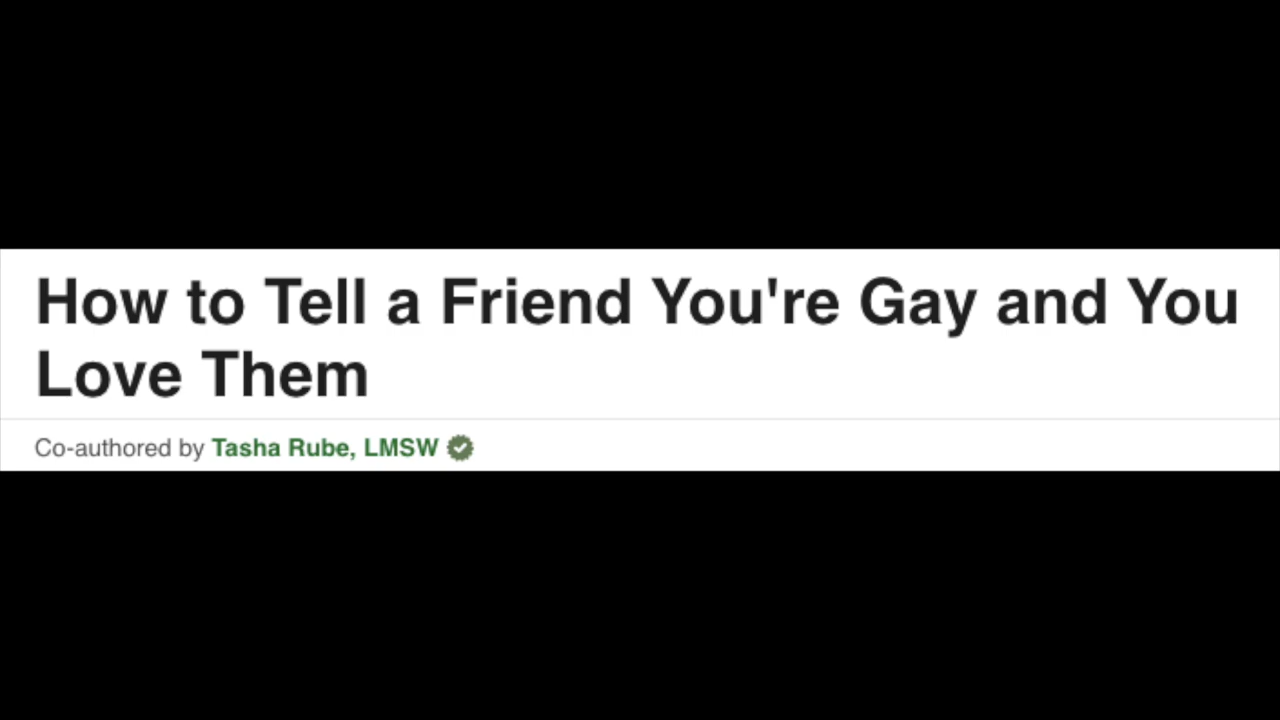 How to Tell a Friend You're Gay and You
Love Them
Co-authored by Tasha Rube, LMSW